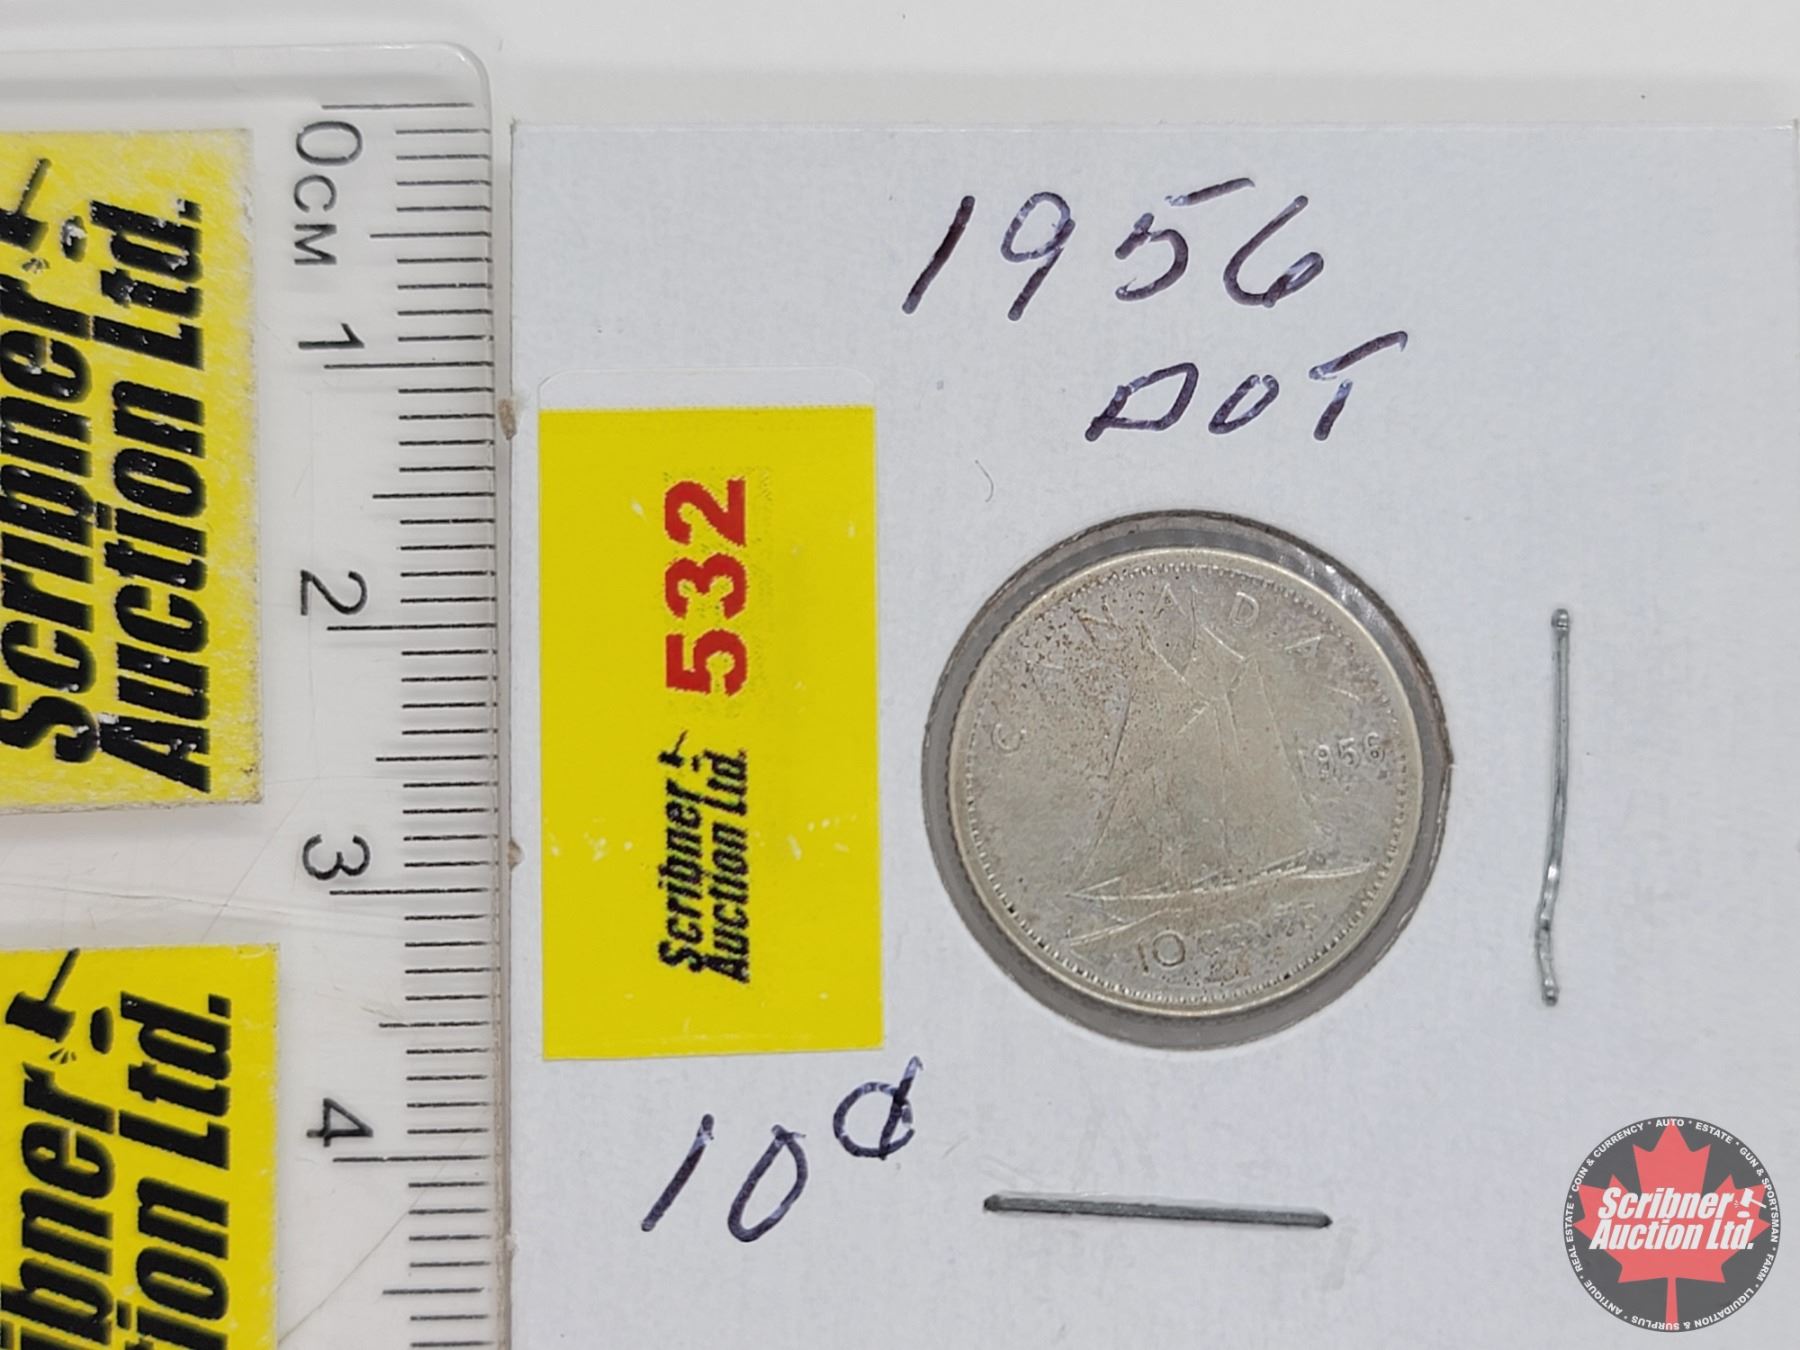 0CM
1
2
3
4
Scribner
Auction Ltd.
Scribner
Auction Ltd.
532
Scribner
Auction Ltd.
1956
DOT
CANADA
1956
10 CENTS
10¢
Scribner
Auction Ltd.
REAL ESTATE * COIN & CURRENCY * AUTO * ESTATE * GUN & SPORTSMAN * FARM * LIQUIDATION & SURPLUS * ANTIQUE *